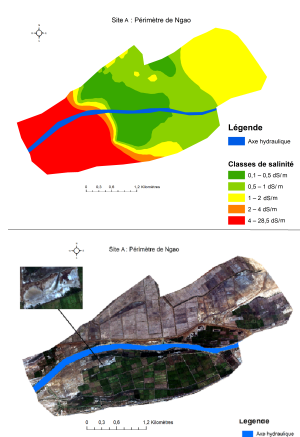 Site A : Périmètre de Ngao
Légende
Axe hydraulique
Classes de salinité
0,1 – 0,5 dS/m
0,5 – 1 dS/m
1 – 2 dS/m
2 – 4 dS/m
4 – 28,5 dS/m
0 0,3 0,6 1,2 Kilomètres
Site A : Périmètre de Ngao
0 0,3 0,6 1,2 Kilomètres
Légende
Axe hydraulique